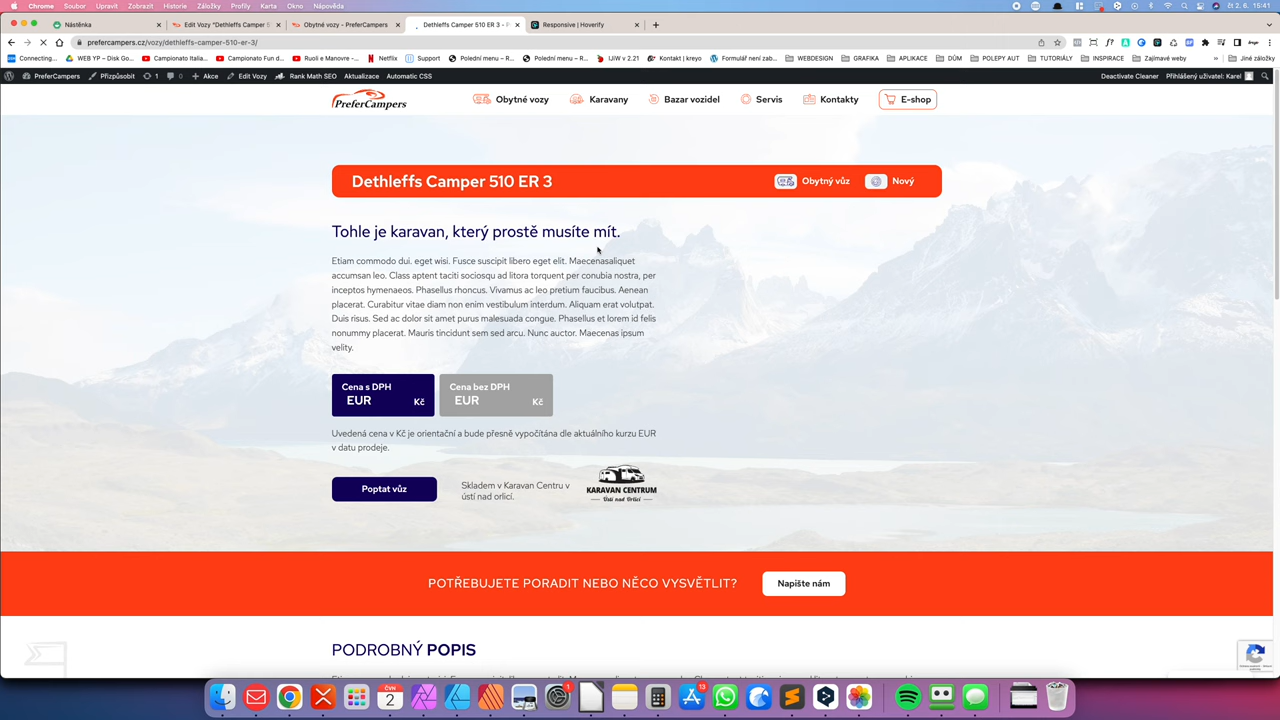 Chrome Soubor Upravit Zobrazit Historie Záložky Profily Karta Okno Nápověda
čt 2. 6. 15:41
Nástěnka
Edit Vozy "Dethleffs Camper 5
Obytné vozy - PreferCampers
Dethleffs Camper 510 ER 3 - P
Responsive | Hoverify
prefercampers.cz/vozy/dethleffs-camper-510-er-3/
Connecting... WEB YP – Disk Go... Campionato Italia... Campionato Fun d... Netflix Support Polední menu – R... Ruoli e Manovre -... Polední menu – R... IJW v 2.21 Kontakt | kreyo Formulář není zab... WEBDESIGN GRAFIKA APLIKACE DŮM POLEPY AUT TUTORIÁLY INSPIRACE Zajímavé weby Jiné záložky
PreferCampers Přizpůsobit 1 0 Akce Edit Vozy Rank Math SEO Aktualizace Automatic CSS Deactivate Cleaner Přihlášený uživatel: Karel
PreferCampers
Obytné vozy Karavany Bazar vozidel Servis Kontakty E-shop
Dethleffs Camper 510 ER 3
Obytný vůz Nový
Tohle je karavan, který prostě musíte mít.
Etiam commodo dui. eget wisi. Fusce suscipit libero eget elit. Maecenasaliquet
accumsan leo. Class aptent taciti sociosqu ad litora torquent per conubia nostra, per
inceptos hymenaeos. Phasellus rhoncus. Vivamus ac leo pretium faucibus. Aenean
placerat. Curabitur vitae diam non enim vestibulum interdum. Aliquam erat volutpat.
Duis risus. Sed ac dolor sit amet purus malesuada congue. Phasellus et lorem id felis
nonummy placerat. Mauris tincidunt sem sed arcu. Nunc auctor. Maecenas ipsum
velity.
Cena s DPH
EUR Kč
Cena bez DPH
EUR Kč
Uvedená cena v Kč je orientační a bude přesně vypočítána dle aktuálního kurzu EUR
v datu prodeje.
Poptat vůz
Skladem v Karavan Centru v
ústí nad orlicí.
KARAVAN CENTRUM
Ústí nad Orlicí
POTŘEBUJETE PORADIT NEBO NĚCO VYSVĚTLIT?
Napište nám
PODROBNÝ POPIS
ČVN
2
1
13